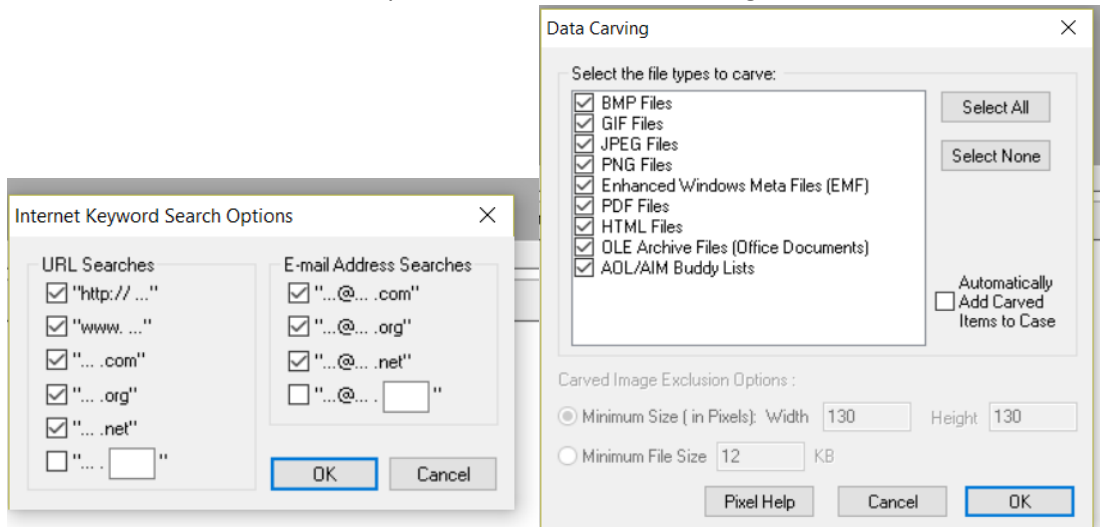 Internet Keyword Search Options
URL Searches
"http:// ..."
"www. ..."
"... .com"
"... .org"
"... .net"
"... . "
E-mail Address Searches
"...@... .com"
"...@... .org"
"...@... .net"
"...@... . "
OK Cancel
Data Carving
Select the file types to carve:
BMP Files
GIF Files
JPEG Files
PNG Files
Enhanced Windows Meta Files (EMF)
PDF Files
HTML Files
OLE Archive Files (Office Documents)
AOL/AIM Buddy Lists
Select All
Select None
Automatically
Add Carved
Items to Case
Carved Image Exclusion Options :
Minimum Size ( in Pixels): Width 130 Height 130
Minimum File Size 12 KB
Pixel Help Cancel OK